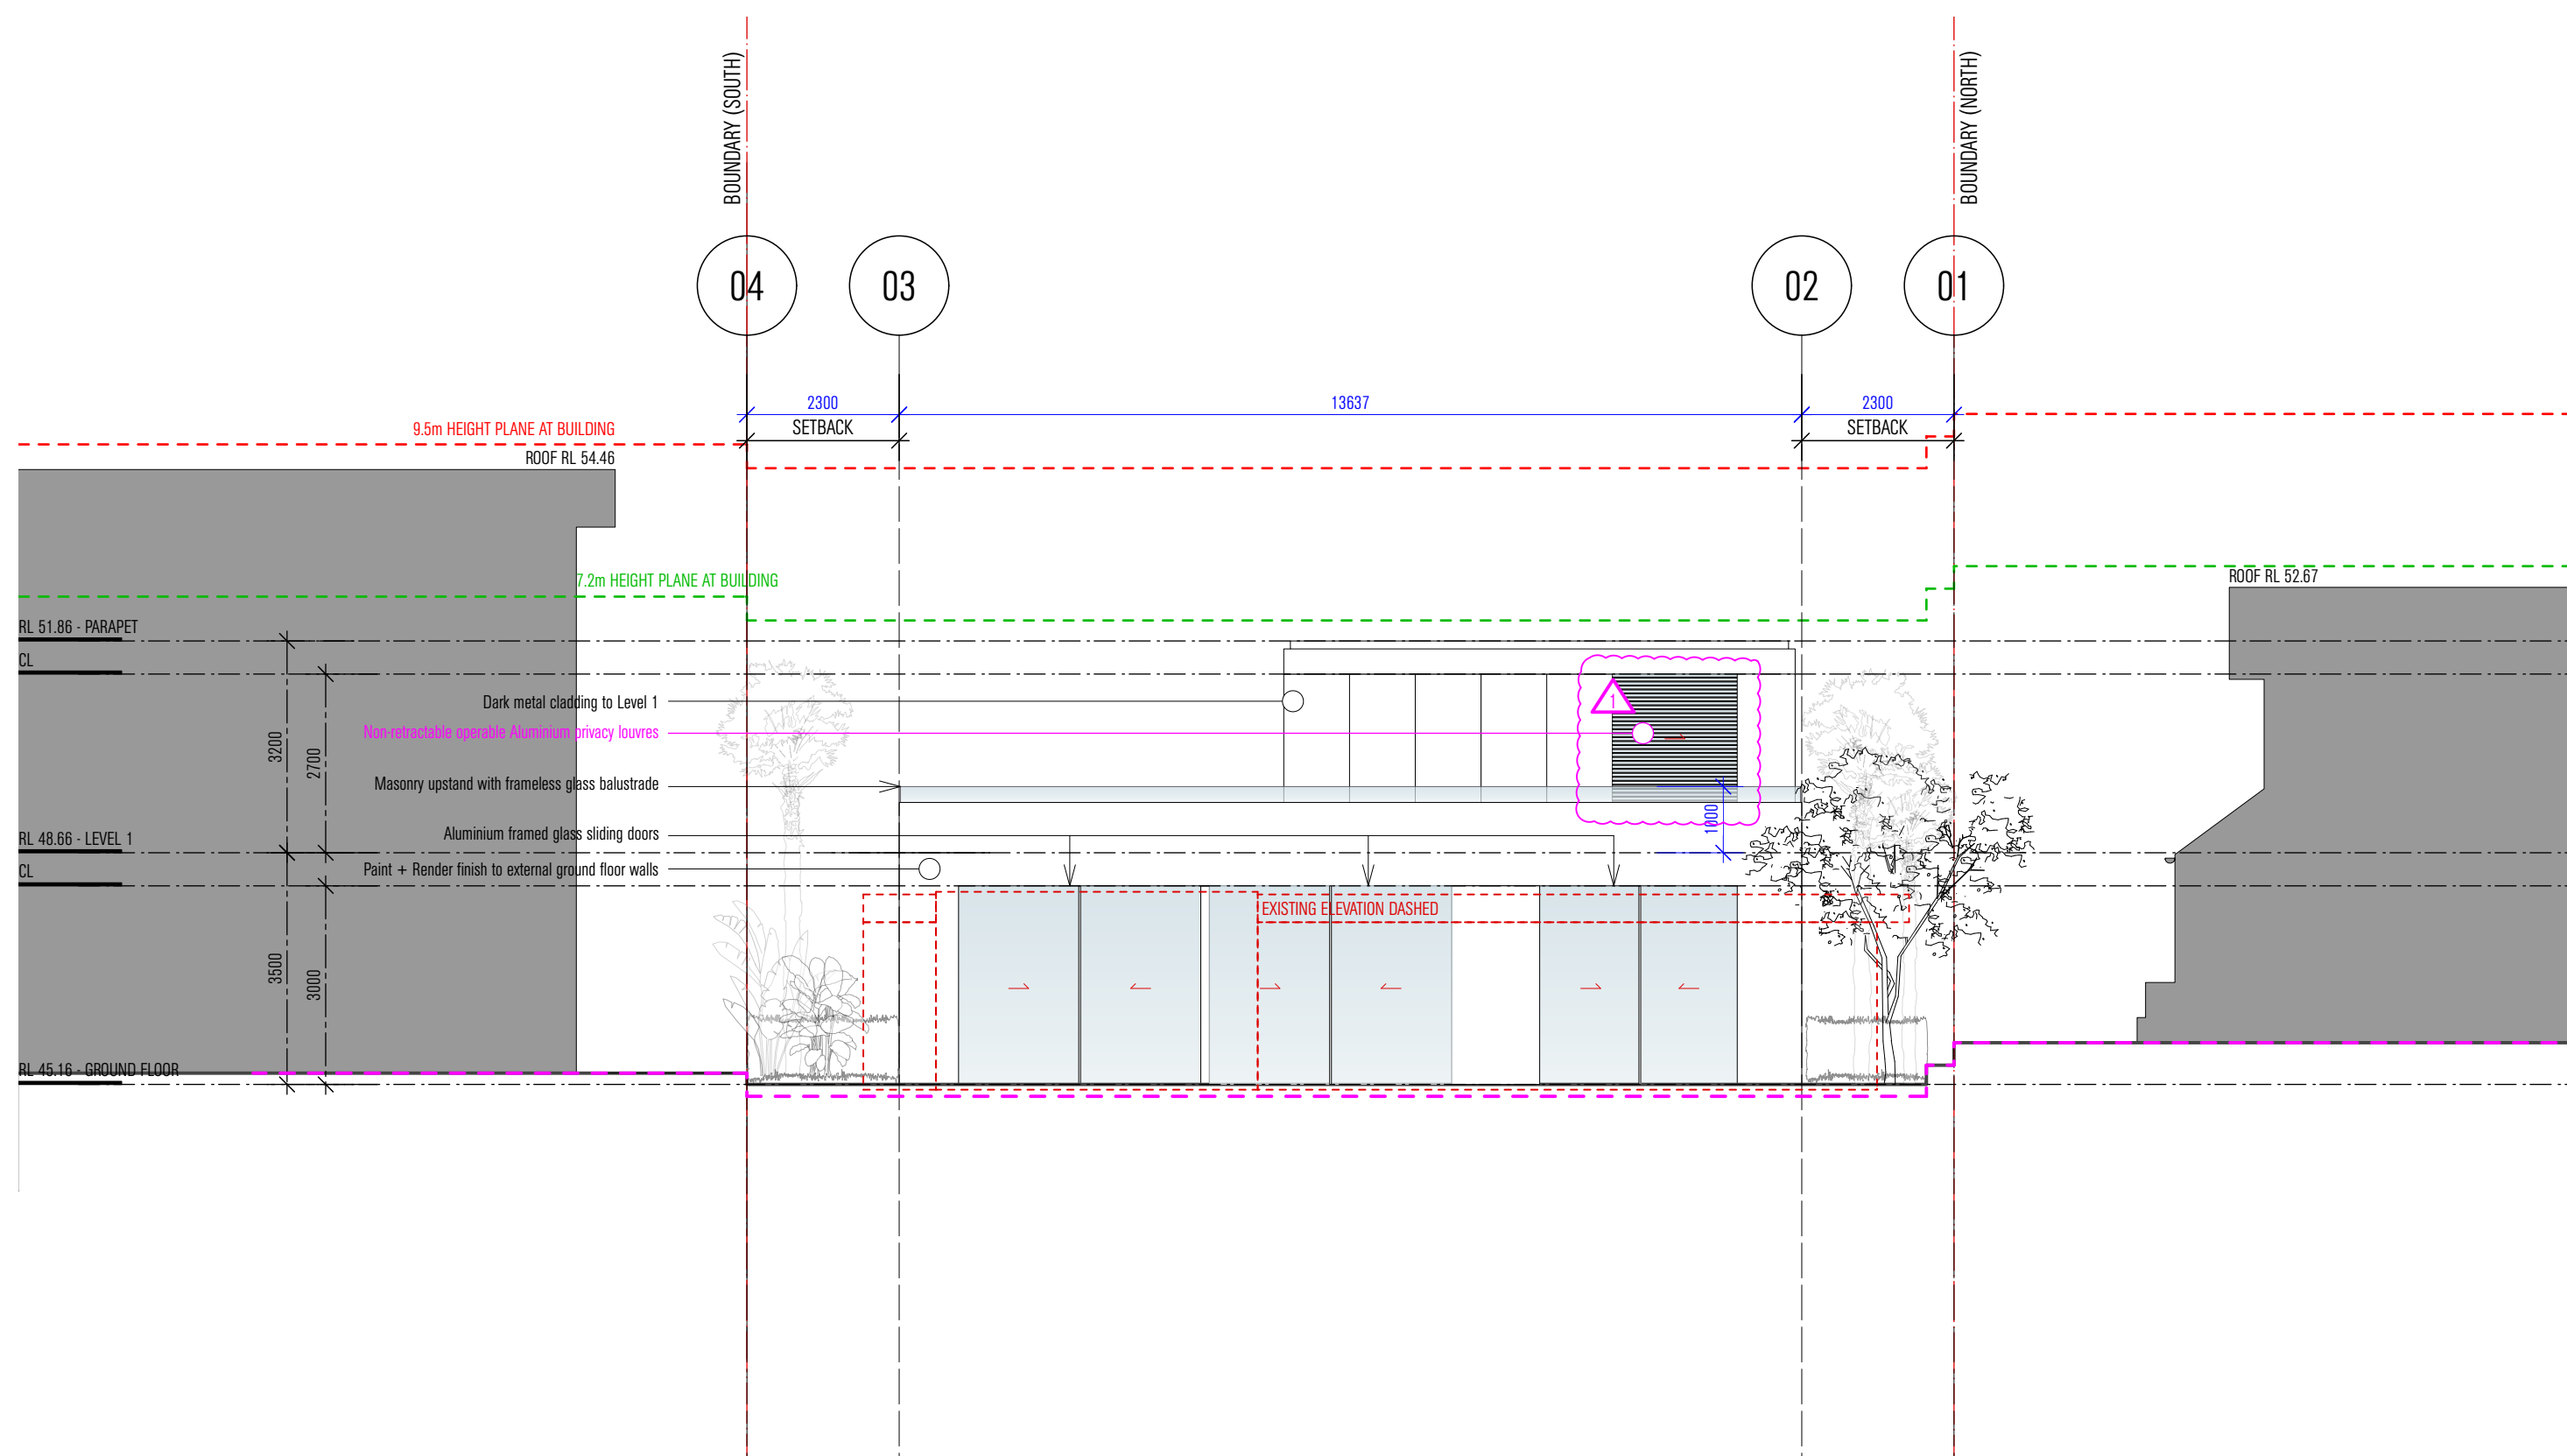 BOUNDARY (SOUTH)
BOUNDARY (NORTH)
04
03
02
01
2300
13637
2300
SETBACK
SETBACK
9.5m HEIGHT PLANE AT BUILDING
ROOF RL 54.46
7.2m HEIGHT PLANE AT BUILDING
ROOF RL 52.67
RL 51.86 - PARAPET
CL
Dark metal cladding to Level 1
1
Non-retractable operable Aluminium privacy louvres
3200
2700
Masonry upstand with frameless glass balustrade
1000
Aluminium framed glass sliding doors
RL 48.66 - LEVEL 1
CL
Paint + Render finish to external ground floor walls
EXISTING ELEVATION DASHED
3500
3000
RL 45.16 - GROUND FLOOR